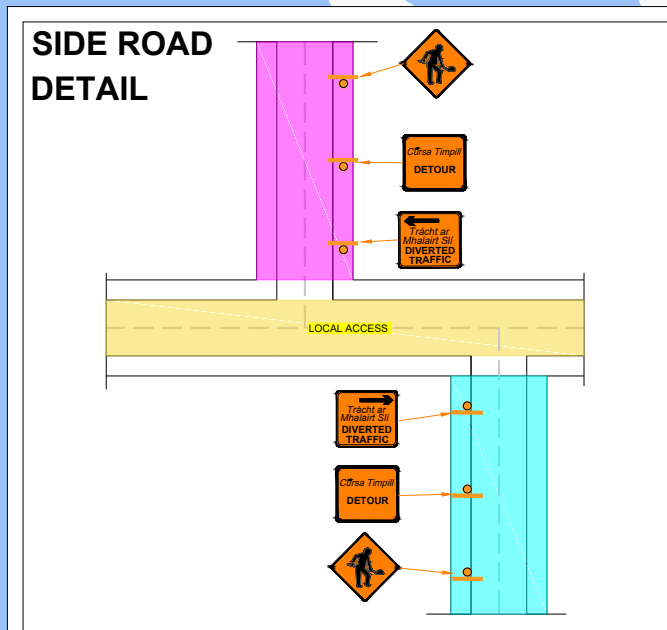 SIDE ROAD
DETAIL
Cúrsa Timpill
DETOUR
Trácht ar
Mhalairt Slí
DIVERTED
TRAFFIC
LOCAL ACCESS
Trácht ar
Mhalairt Slí
DIVERTED
TRAFFIC
Cúrsa Timpill
DETOUR